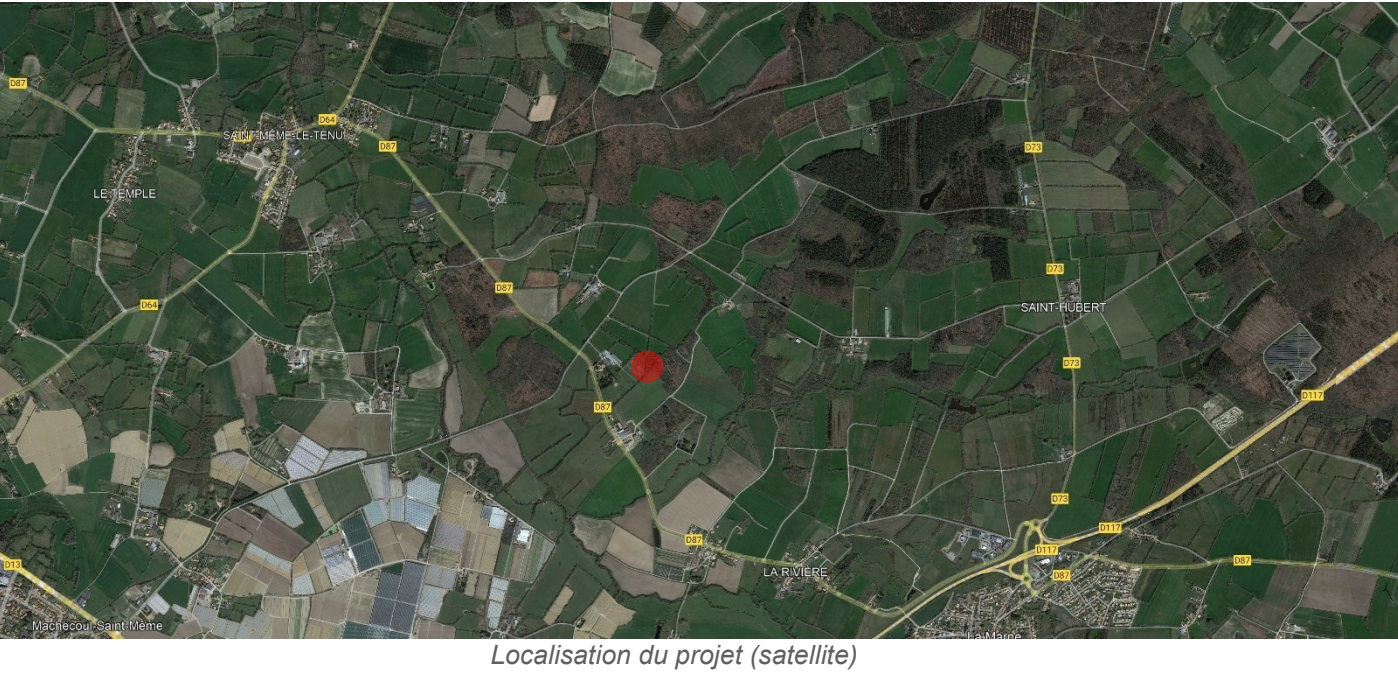 D87
D64
SAINT-MÊME-LE-TENU
D87
D73
LE TEMPLE
D73
D87
D64
SAINT-HUBERT
D73
D117
D87
D73
D87
D117
D117
D13
LA RIVIÈRE
D87
D87
Machecoul-Saint-Même
La Marne
Localisation du projet (satellite)